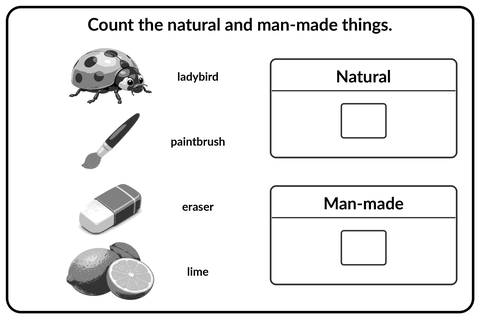 Count the natural and man-made things.
ladybird
paintbrush
eraser
lime
Natural
Man-made